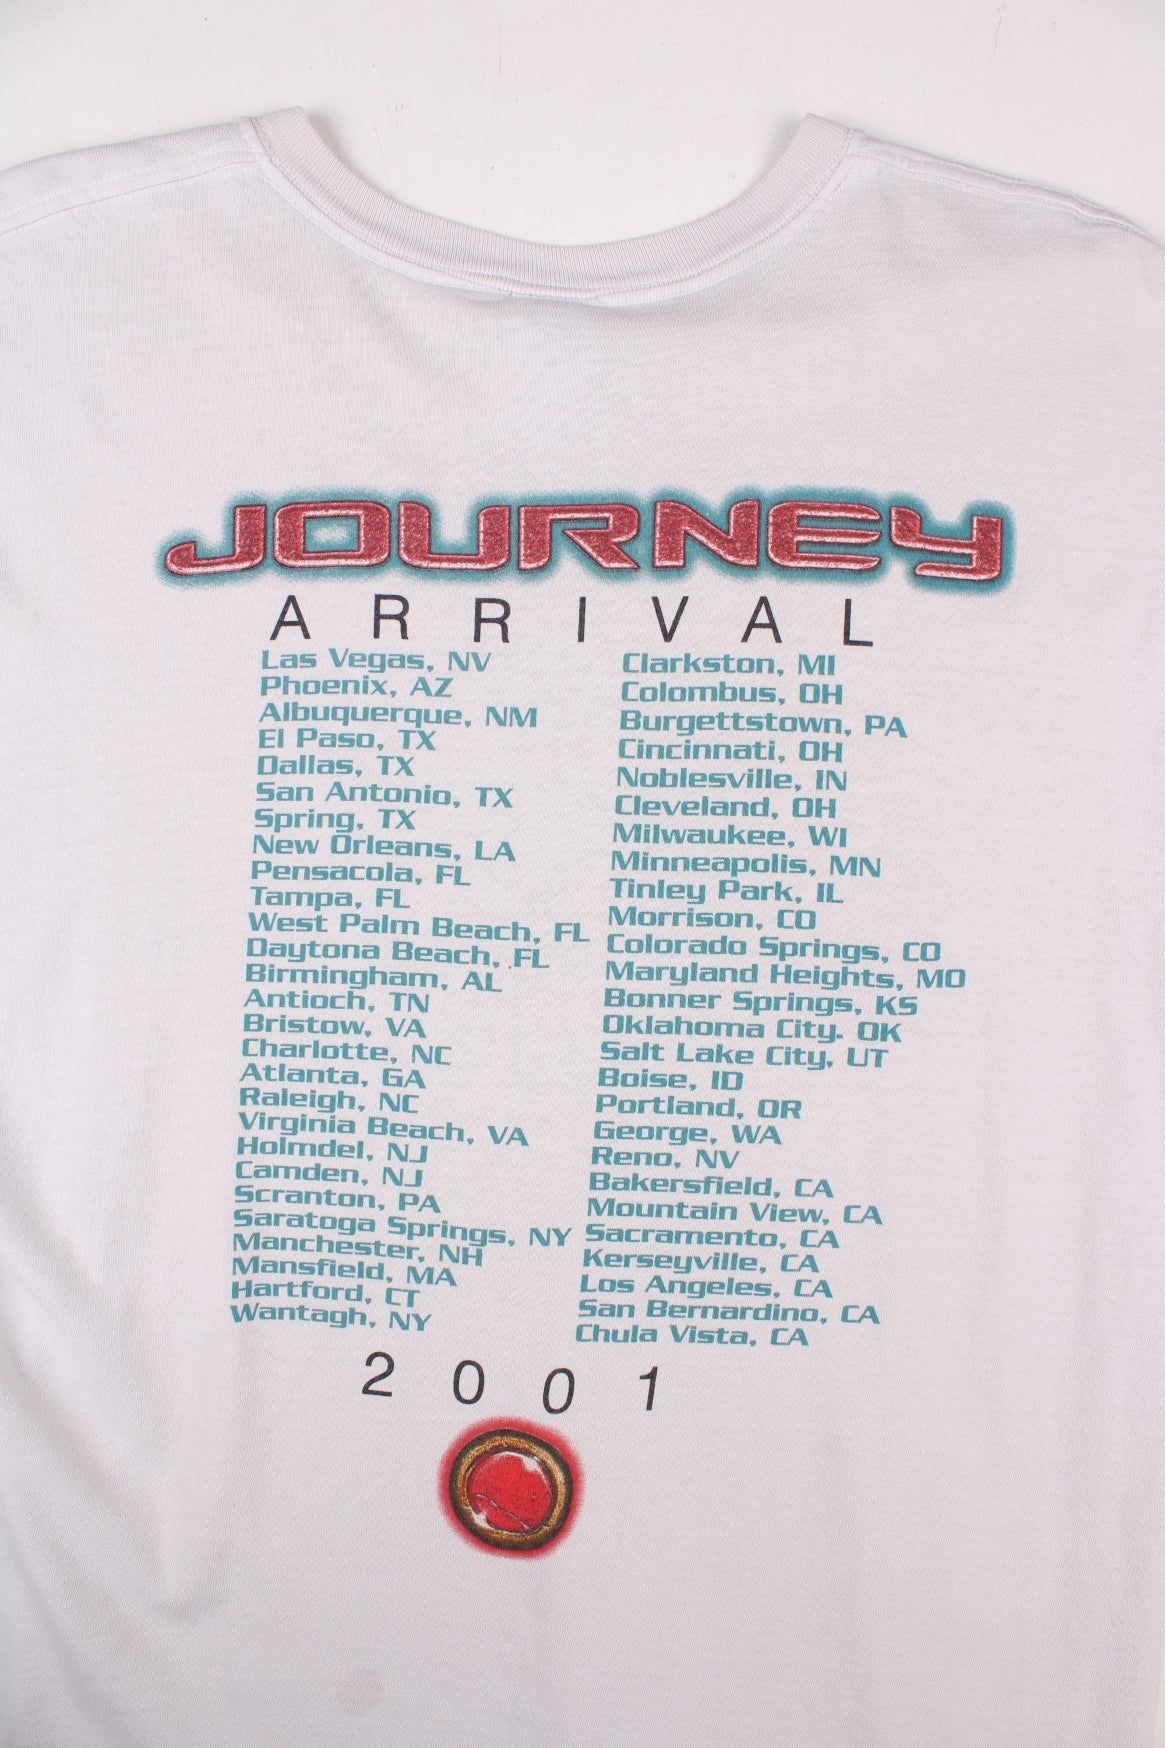 JOURNEY
ARRIVAL
Las Vegas, NV
Phoenix, AZ
Albuquerque, NM
El Paso, TX
Dallas, TX
San Antonio, TX
Spring, TX
New Orleans, LA
Pensacola, FL
Tampa, FL
West Palm Beach, FL
Daytona Beach, FL
Birmingham, AL
Antioch, TN
Bristow, VA
Charlotte, NC
Atlanta, GA
Raleigh, NC
Virginia Beach, VA
Holmdel, NJ
Camden, NJ
Scranton, PA
Saratoga Springs, NY
Manchester, NH
Mansfield, MA
Hartford, CT
Wantagh, NY
Clarkston, MI
Colombus, OH
Burgettstown, PA
Cincinnati, OH
Noblesville, IN
Cleveland, OH
Milwaukee, WI
Minneapolis, MN
Tinley Park, IL
Morrison, CO
Colorado Springs, CO
Maryland Heights, MO
Bonner Springs, KS
Oklahoma City. OK
Salt Lake City, UT
Boise, ID
Portland, OR
George, WA
Reno, NV
Bakersfield, CA
Mountain View, CA
Sacramento, CA
Kerseyville, CA
Los Angeles, CA
San Bernardino, CA
Chula Vista, CA
2001